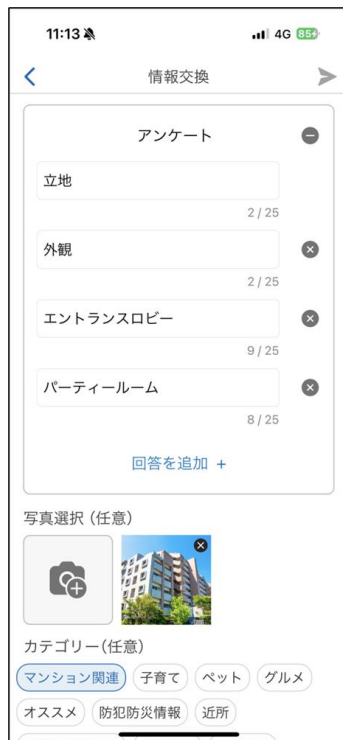 11:13 4G 85
情報交換
アンケート
立地
2 / 25
外観
2 / 25
エントランスロビー
9 / 25
パーティールーム
8 / 25
回答を追加 +
写真選択 (任意)
カテゴリー(任意)
マンション関連 子育て ペット グルメ
オススメ 防犯防災情報 近所